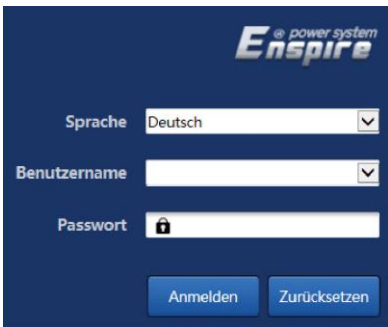 e power system
Enspire
Sprache Deutsch
Benutzername
Passwort
Anmelden Zurücksetzen